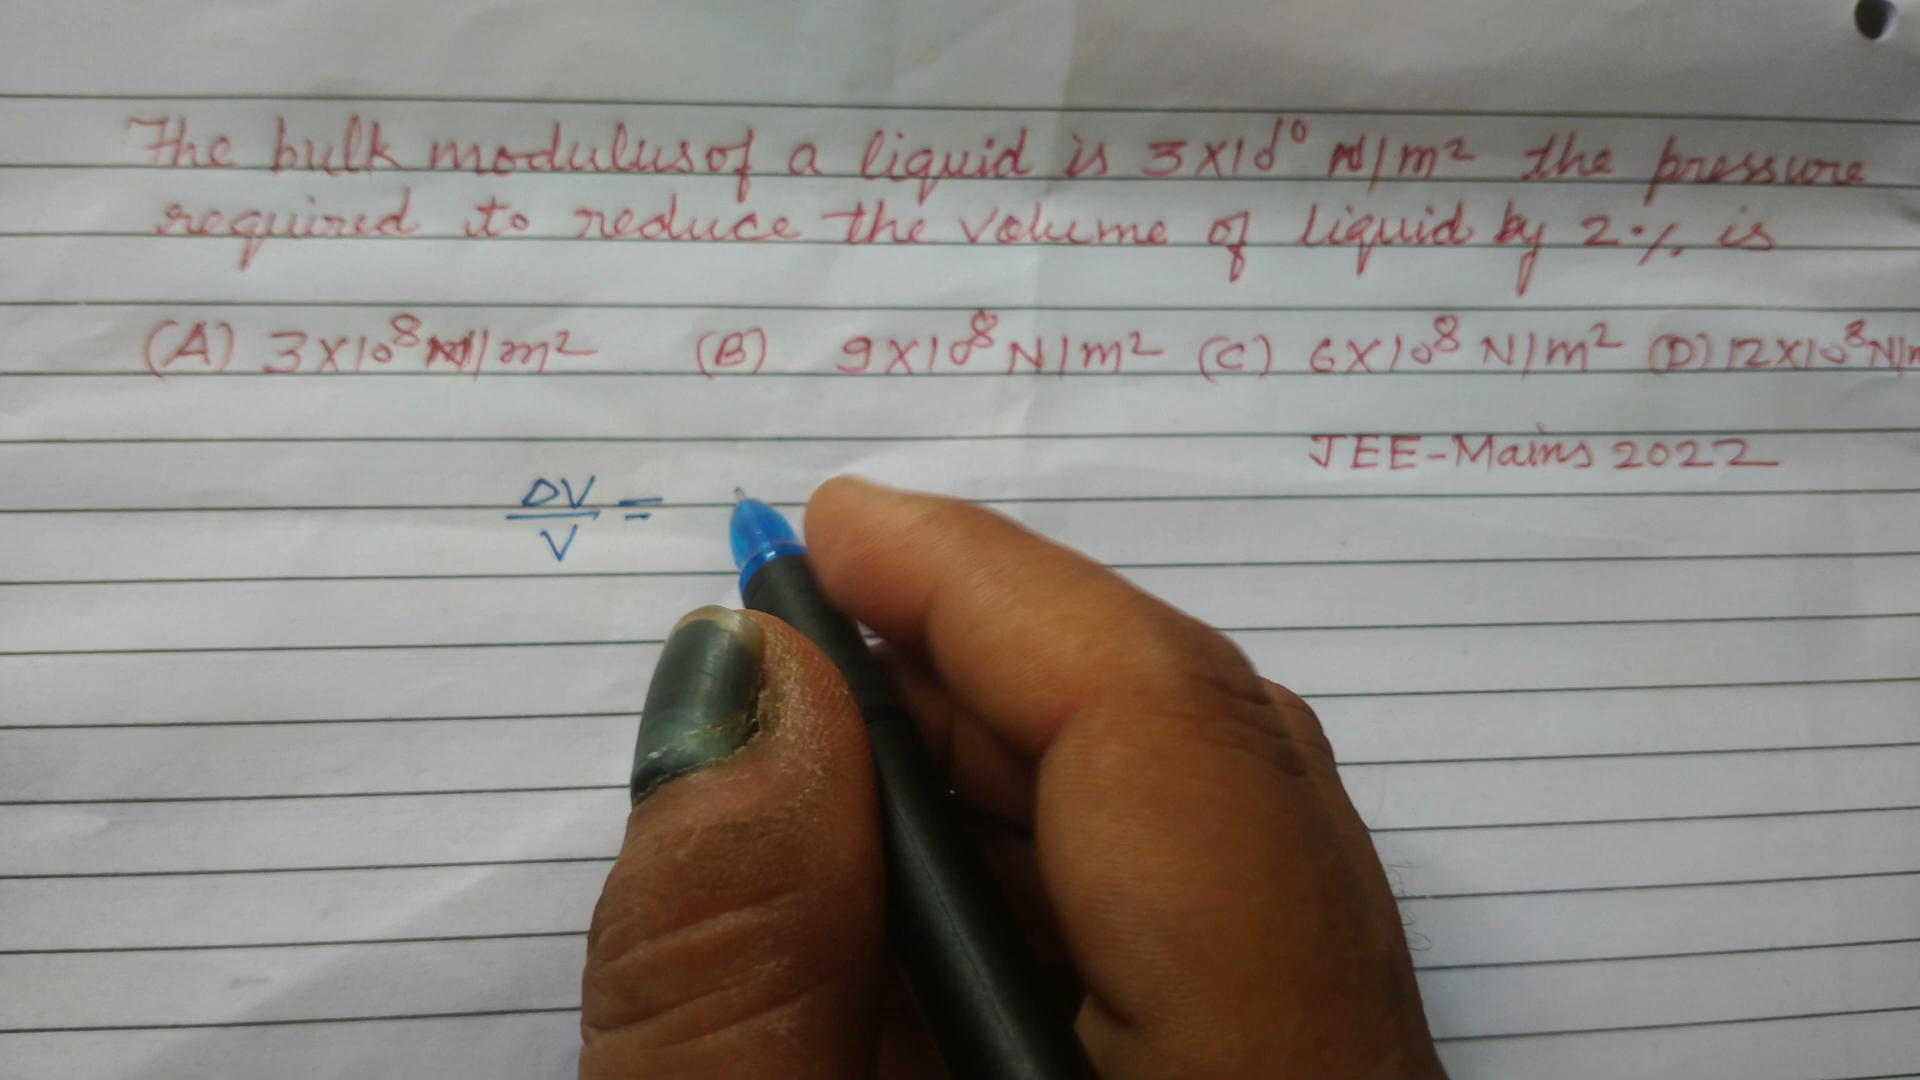 The bulk modulus of a liquid is 3×10¹⁰ N/m² the pressure
required to reduce the volume of liquid by 2% is
(A) 3×10⁸ N/m² (B) 9×10⁸ N/m² (C) 6×10⁸ N/m² (D) 12×10⁸ N/m
JEE-Mains 2022
ΔV/V =